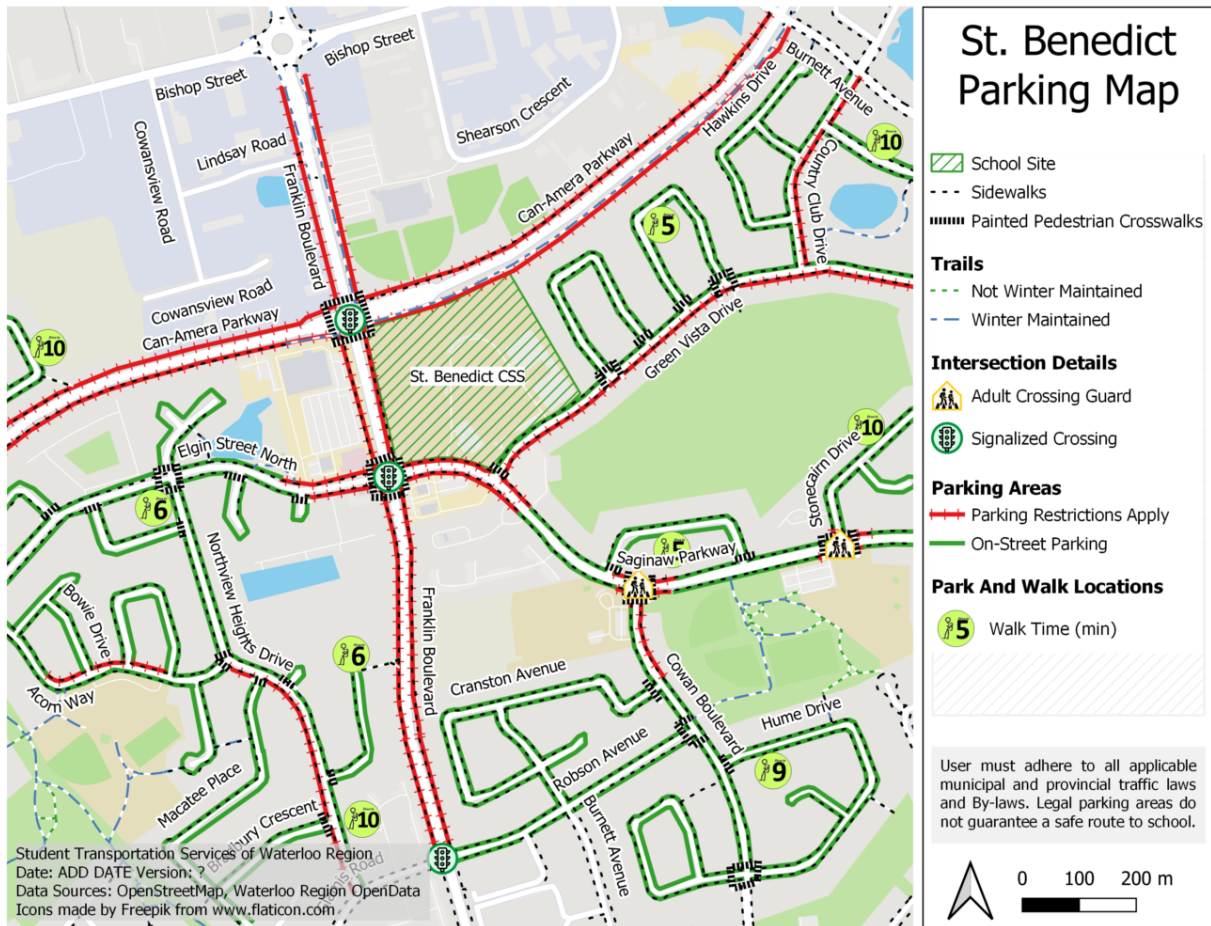 Bishop Street
Bishop Street
Burnett Avenue
Hawkins Drive
Shearson Crescent
Cowansview Road
Lindsay Road
Franklin Boulevard
Can-Amera Parkway
Country Club Drive
10
5
Cowansview Road
Can-Amera Parkway
10
St. Benedict CSS
Green Vista Drive
Elgin Street North
6
Stonecairn Drive
10
Saginaw Parkway
5
Northview Heights Drive
Bowie Drive
Acorn Way
6
Franklin Boulevard
Cranston Avenue
Cowan Boulevard
Hume Drive
9
Robson Avenue
Burnett Avenue
Macatee Place
Bradbury Crescent
10
Road
Student Transportation Services of Waterloo Region
Date: ADD DATE Version: ?
Data Sources: OpenStreetMap, Waterloo Region OpenData
Icons made by Freepik from www.flaticon.com
St. Benedict
Parking Map
School Site
Sidewalks
Painted Pedestrian Crosswalks
Trails
Not Winter Maintained
Winter Maintained
Intersection Details
Adult Crossing Guard
Signalized Crossing
Parking Areas
Parking Restrictions Apply
On-Street Parking
Park And Walk Locations
5 Walk Time (min)
User must adhere to all applicable
municipal and provincial traffic laws
and By-laws. Legal parking areas do
not guarantee a safe route to school.
0 100 200 m